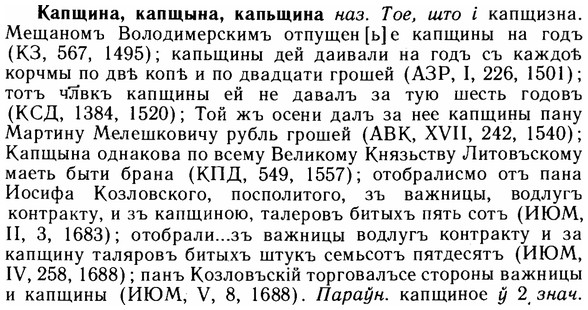 Капщина, капщына, капьщина наз. Тое, што і капщизна.
Мещаномъ Володимерскимъ отпущен[ь]е капщины на годъ
(КЗ, 567, 1495); капьщины дей даивали на годъ съ каждоѣ
корчмы по двѣ копѣ и по двадцати грошей (АЗР, I, 226, 1501);
тотъ чл҃вкъ капщины ей не давалъ за тую шесть годовъ
(КСД, 1384, 1520); Той жъ осени далъ за нее капщины пану
Мартину Мелешковичу рубль грошей (АВК, XVII, 242, 1540);
Капщына однакова по всему Великому Князьству Литовъскому
маеть быти брана (КПД, 549, 1557); отобралисмо от пана
Иосифа Козловского, посполитого, зъ важницы, водлугъ
контракту, и зъ капщиною, талеровъ битыхъ пять сотъ (ИЮМ,
II, 3, 1683); отобрали...зъ важницы водлугъ контракту и за
капщину таляровъ битыхъ штукъ семьсотъ пятдесятъ (ИЮМ,
IV, 258, 1688); панъ Козловъскій торговалъсе стороны важницы
и капщины (ИЮМ, V, 8, 1688). Параўн. капщиное ў 2 знач.